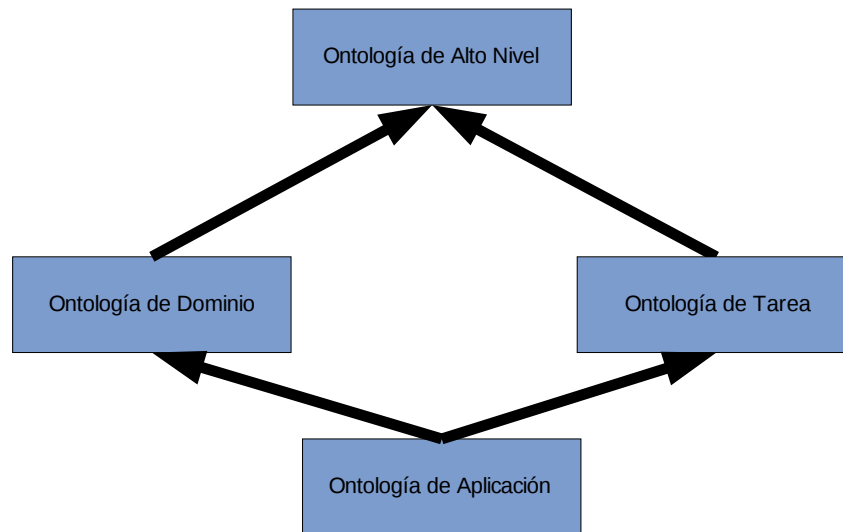 Ontología de Alto Nivel
Ontología de Dominio
Ontología de Tarea
Ontología de Aplicación